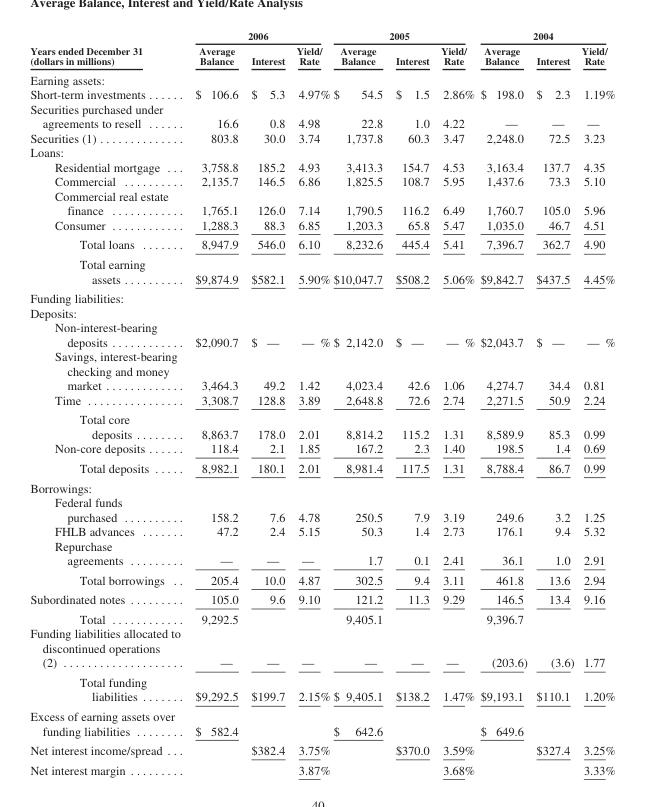 Average Balance, Interest and Yield/Rate Analysis
2006 2005 2004
Years ended December 31 Average Yield/ Average Yield/ Average Yield/
(dollars in millions) Balance Interest Rate Balance Interest Rate Balance Interest Rate
Earning assets:
Short-term investments ...... $ 106.6 $ 5.3 4.97% $ 54.5 $ 1.5 2.86% $ 198.0 $ 2.3 1.19%
Securities purchased under
agreements to resell ...... 16.6 0.8 4.98 22.8 1.0 4.22 — — —
Securities (1) .............. 803.8 30.0 3.74 1,737.8 60.3 3.47 2,248.0 72.5 3.23
Loans:
Residential mortgage ... 3,758.8 185.2 4.93 3,413.3 154.7 4.53 3,163.4 137.7 4.35
Commercial .......... 2,135.7 146.5 6.86 1,825.5 108.7 5.95 1,437.6 73.3 5.10
Commercial real estate
finance ............ 1,765.1 126.0 7.14 1,790.5 116.2 6.49 1,760.7 105.0 5.96
Consumer ........... 1,288.3 88.3 6.85 1,203.3 65.8 5.47 1,035.0 46.7 4.51
Total loans ....... 8,947.9 546.0 6.10 8,232.6 445.4 5.41 7,396.7 362.7 4.90
Total earning
assets .......... $9,874.9 $582.1 5.90% $10,047.7 $508.2 5.06% $9,842.7 $437.5 4.45%
Funding liabilities:
Deposits:
Non-interest-bearing
deposits ............ $2,090.7 $ — — % $ 2,142.0 $ — — % $2,043.7 $ — — %
Savings, interest-bearing
checking and money
market ............. 3,464.3 49.2 1.42 4,023.4 42.6 1.06 4,274.7 34.4 0.81
Time ................ 3,308.7 128.8 3.89 2,648.8 72.6 2.74 2,271.5 50.9 2.24
Total core
deposits ........ 8,863.7 178.0 2.01 8,814.2 115.2 1.31 8,589.9 85.3 0.99
Non-core deposits ...... 118.4 2.1 1.85 167.2 2.3 1.40 198.5 1.4 0.69
Total deposits ..... 8,982.1 180.1 2.01 8,981.4 117.5 1.31 8,788.4 86.7 0.99
Borrowings:
Federal funds
purchased .......... 158.2 7.6 4.78 250.5 7.9 3.19 249.6 3.2 1.25
FHLB advances ....... 47.2 2.4 5.15 50.3 1.4 2.73 176.1 9.4 5.32
Repurchase
agreements .......... — — — 1.7 0.1 2.41 36.1 1.0 2.91
Total borrowings .. 205.4 10.0 4.87 302.5 9.4 3.11 461.8 13.6 2.94
Subordinated notes ......... 105.0 9.6 9.10 121.2 11.3 9.29 146.5 13.4 9.16
Total ............ 9,292.5 9,405.1 9,396.7
Funding liabilities allocated to
discontinued operations
(2) .................... — — — — — — (203.6) (3.6) 1.77
Total funding
liabilities ....... $9,292.5 $199.7 2.15% $ 9,405.1 $138.2 1.47% $9,193.1 $110.1 1.20%
Excess of earning assets over
funding liabilities ........ $ 582.4 $ 642.6 $ 649.6
Net interest income/spread ... $382.4 3.75% $370.0 3.59% $327.4 3.25%
Net interest margin ......... 3.87% 3.68% 3.33%
40